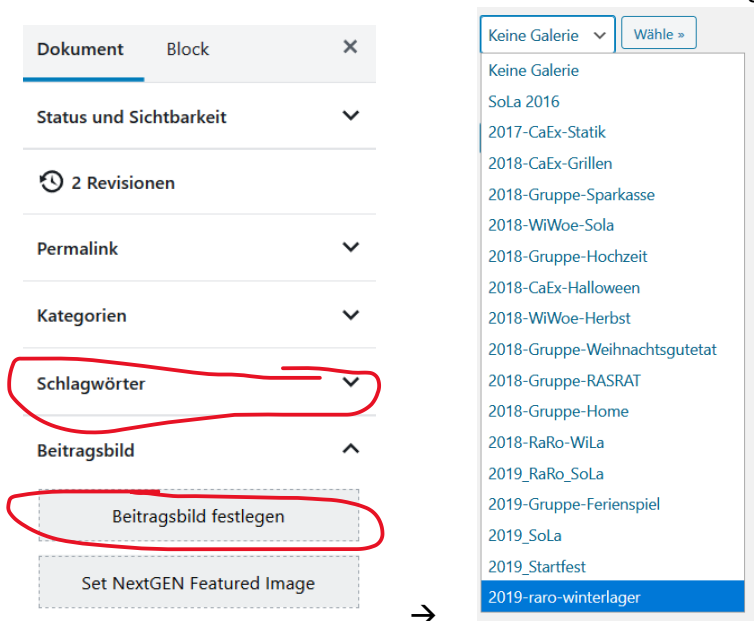 Dokument Block ×
Status und Sichtbarkeit
2 Revisionen
Permalink
Kategorien
Schlagwörter
Beitragsbild
Beitragsbild festlegen
Set NextGEN Featured Image
→
Keine Galerie Wähle »
Keine Galerie
SoLa 2016
2017-CaEx-Statik
2018-CaEx-Grillen
2018-Gruppe-Sparkasse
2018-WiWoe-Sola
2018-Gruppe-Hochzeit
2018-CaEx-Halloween
2018-WiWoe-Herbst
2018-Gruppe-Weihnachtsgutetat
2018-Gruppe-RASRAT
2018-Gruppe-Home
2018-RaRo-WiLa
2019_RaRo_SoLa
2019-Gruppe-Ferienspiel
2019_SoLa
2019_Startfest
2019-raro-winterlager